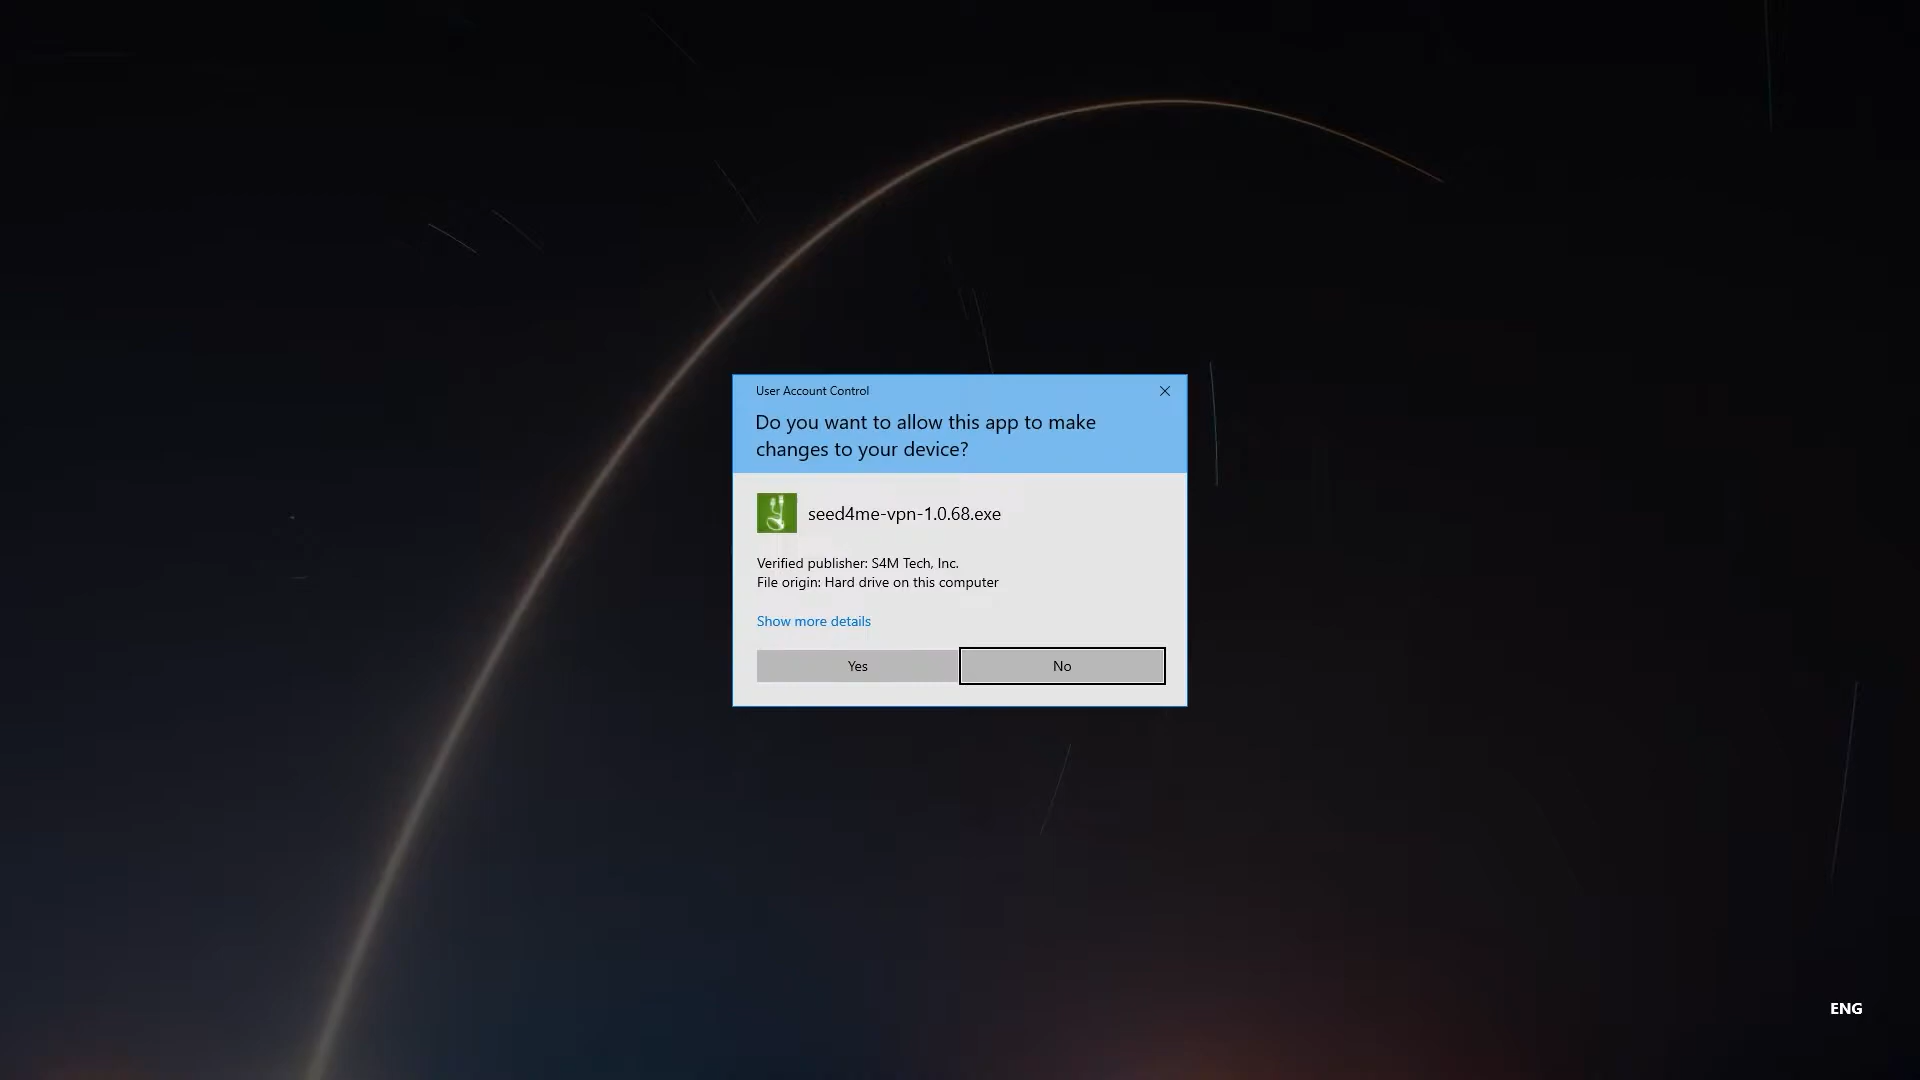 User Account Control
Do you want to allow this app to make
changes to your device?
seed4me-vpn-1.0.68.exe
Verified publisher: S4M Tech, Inc.
File origin: Hard drive on this computer
Show more details
Yes
No
ENG